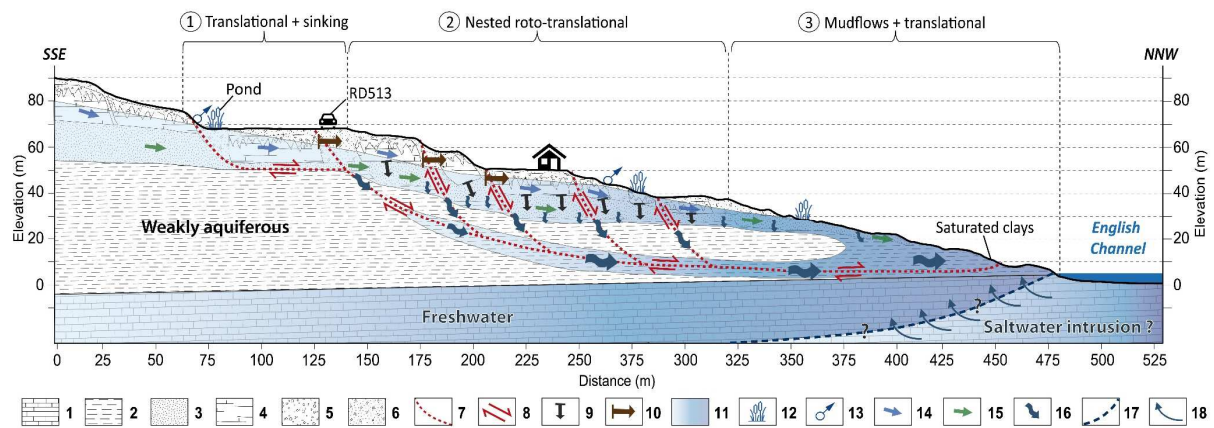 ① Translational + sinking
② Nested roto-translational
③ Mudflows + translational
SSE
NNW
Pond
RD513
80
60
40
20
0
Elevation (m)
80
60
40
20
0
Elevation (m)
Weakly aquiferous
Saturated clays
English
Channel
Freshwater
?
?
Saltwater intrusion ?
0 25 50 75 100 125 150 175 200 225 250 275 300 325 350 375 400 425 450 475 500 525
Distance (m)
1 2 3 4 5 6 7 8 9 10 11 12 13 14 15 16 17 18